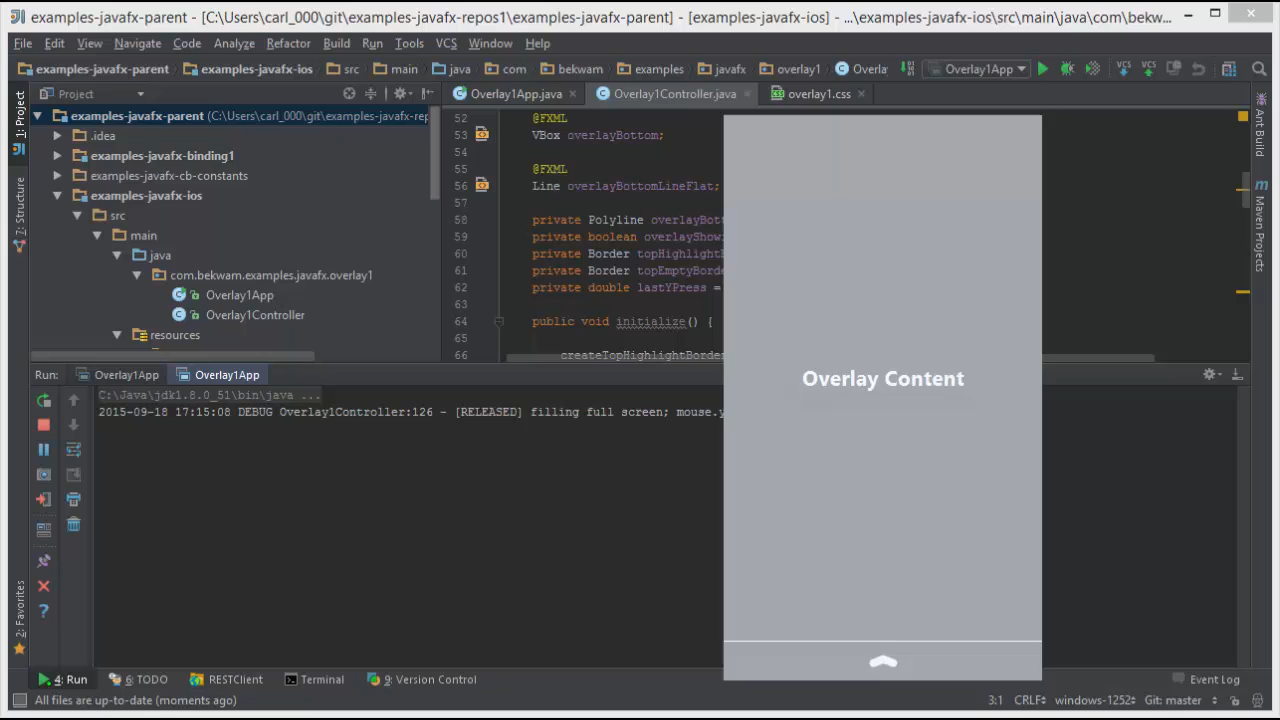 examples-javafx-parent - [C:\Users\carl_000\git\examples-javafx-repos1\examples-javafx-parent] - [examples-javafx-ios] - ...\examples-javafx-ios\src\main\java\com\bekw...
File Edit View Navigate Code Analyze Refactor Build Run Tools VCS Window Help
examples-javafx-parent examples-javafx-ios src main java com bekwam examples javafx overlay1 Overla Overlay1App VCS VCS
Project Overlay1App.java Overlay1Controller.java overlay1.css
examples-javafx-parent (C:\Users\carl_000\git\examples-javafx-rep
.idea
examples-javafx-binding1
examples-javafx-cb-constants
examples-javafx-ios
src
main
java
com.bekwam.examples.javafx.overlay1
Overlay1App
Overlay1Controller
resources
52 @FXML
53 VBox overlayBottom;
54
55 @FXML
56 Line overlayBottomLineFlat;
57
58 private Polyline overlayBot
59 private boolean overlayShow
60 private Border topHighlight
61 private Border topEmptyBorde
62 private double lastYPress =
63
64 public void initialize() {
65
66 createTopHighlightBorder
Overlay Content
Run: Overlay1App Overlay1App
C:\Java\jdk1.8.0_51\bin\java ...
2015-09-18 17:15:08 DEBUG Overlay1Controller:126 - [RELEASED] filling full screen; mouse.y
1: Project
7: Structure
2: Favorites
Ant Build
Maven Projects
4: Run 6: TODO RESTClient Terminal 9: Version Control Event Log
All files are up-to-date (moments ago) 3:1 CRLF windows-1252 Git: master